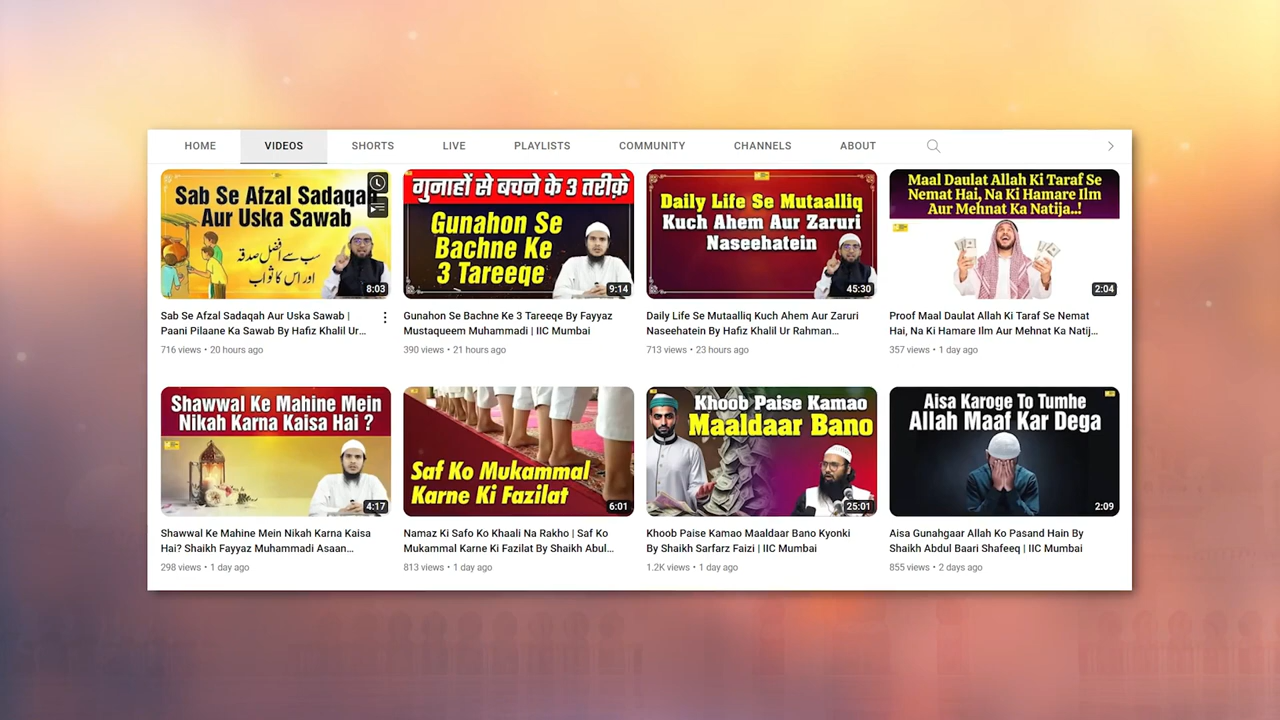 HOME VIDEOS SHORTS LIVE PLAYLISTS COMMUNITY CHANNELS ABOUT
Sab Se Afzal Sadaqah
Aur Uska Sawab
سب سے افضل صدقہ
اور اس کا ثواب
8:03
Sab Se Afzal Sadaqah Aur Uska Sawab |
Paani Pilaane Ka Sawab By Hafiz Khalil Ur...
716 views • 20 hours ago
गुनाहों से बचने के 3 तरीक़े
Gunahon Se
Bachne Ke
3 Tareeqe
9:14
Gunahon Se Bachne Ke 3 Tareeqe By Fayyaz
Mustaqueem Muhammadi | IIC Mumbai
390 views • 21 hours ago
Daily Life Se Mutaalliq
Kuch Ahem Aur Zaruri
Naseehatein
45:30
Daily Life Se Mutaalliq Kuch Ahem Aur Zaruri
Naseehatein By Hafiz Khalil Ur Rahman...
713 views • 23 hours ago
Maal Daulat Allah Ki Taraf Se
Nemat Hai, Na Ki Hamare Ilm
Aur Mehnat Ka Natija..!
2:04
Proof Maal Daulat Allah Ki Taraf Se Nemat
Hai, Na Ki Hamare Ilm Aur Mehnat Ka Natij...
357 views • 1 day ago
Shawwal Ke Mahine Mein
Nikah Karna Kaisa Hai ?
4:17
Shawwal Ke Mahine Mein Nikah Karna Kaisa
Hai? Shaikh Fayyaz Muhammadi Asaan...
298 views • 1 day ago
Saf Ko Mukammal
Karne Ki Fazilat
6:01
Namaz Ki Safo Ko Khaali Na Rakho | Saf Ko
Mukammal Karne Ki Fazilat By Shaikh Abul...
813 views • 1 day ago
Khoob Paise Kamao
Maaldaar Bano
25:01
Khoob Paise Kamao Maaldaar Bano Kyonki
By Shaikh Sarfarz Faizi | IIC Mumbai
1.2K views • 1 day ago
Aisa Karoge To Tumhe
Allah Maaf Kar Dega
2:09
Aisa Gunahgaar Allah Ko Pasand Hain By
Shaikh Abdul Baari Shafeeq | IIC Mumbai
855 views • 2 days ago